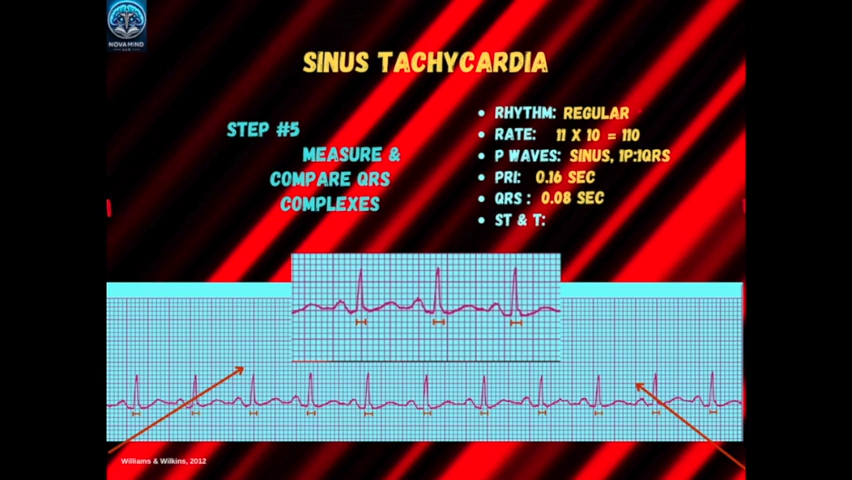 NOVAMIND
SINUS TACHYCARDIA
STEP #5
MEASURE &
COMPARE QRS
COMPLEXES
• RHYTHM: REGULAR
• RATE: 11 X 10 = 110
• P WAVES: SINUS, 1P:1QRS
• PRI: 0.16 SEC
• QRS : 0.08 SEC
• ST & T:
Williams & Wilkins, 2012